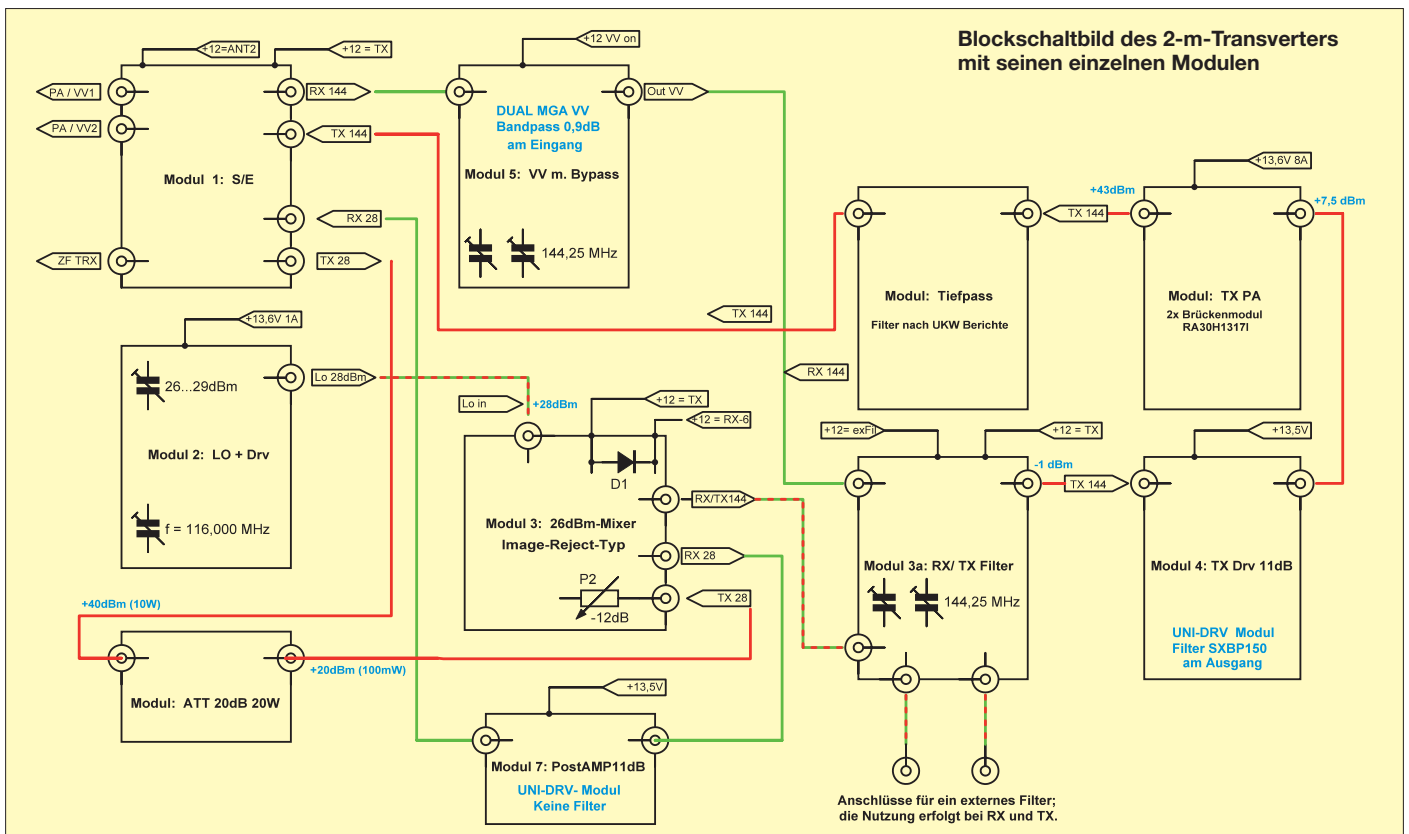 Blockschaltbild des 2-m-Transverters
mit seinen einzelnen Modulen
+12=ANT2
+12 = TX
PA / VV1
PA / VV2
ZF TRX
RX 144
TX 144
RX 28
TX 28
Modul 1: S/E
+12 VV on
Out VV
DUAL MGA VV
Bandpass 0,9dB
am Eingang
Modul 5: VV m. Bypass
144,25 MHz
TX 144
RX 144
Modul: Tiefpass
Filter nach UKW Berichte
+43dBm
TX 144
+13,6V 8A
+7,5 dBm
Modul: TX PA
2x Brückenmodul
RA30H1317I
+13,6V 1A
26...29dBm
Lo 28dBm
Modul 2: LO + Drv
f = 116,000 MHz
Lo in
+28dBm
+12 = TX
+12 = RX-6
D1
RX/TX144
Modul 3: 26dBm-Mixer
Image-Reject-Typ
RX 28
P2
TX 28
-12dB
+12= exFil
+12 = TX
-1 dBm
TX 144
Modul 3a: RX/ TX Filter
144,25 MHz
+13,5V
Modul 4: TX Drv 11dB
UNI-DRV Modul
Filter SXBP150
am Ausgang
+40dBm (10W)
+20dBm (100mW)
Modul: ATT 20dB 20W
+13,5V
Modul 7: PostAMP11dB
UNI-DRV- Modul
Keine Filter
Anschlüsse für ein externes Filter;
die Nutzung erfolgt bei RX und TX.